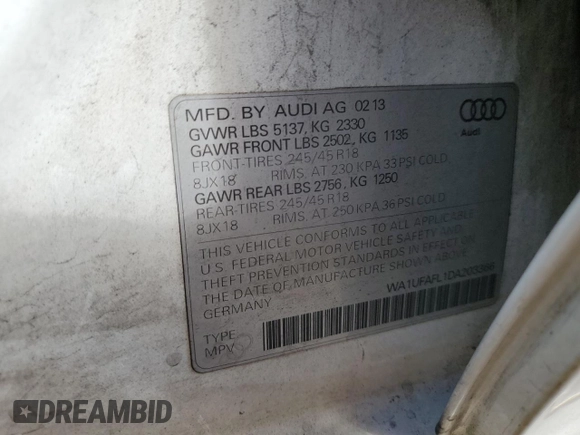 MFD. BY AUDI AG 02 13
GVWR LBS 5137, KG 2330
GAWR FRONT LBS 2502, KG 1135
FRONT-TIRES 245/45 R18
8JX18 RIMS. AT 230 KPA 33 PSI COLD
GAWR REAR LBS 2756, KG 1250
REAR-TIRES 245/45 R18
8JX18 RIMS. AT 250 KPA 36 PSI COLD
Audi
THIS VEHICLE CONFORMS TO ALL APPLICABLE
U.S. FEDERAL MOTOR VEHICLE SAFETY AND
THEFT PREVENTION STANDARDS IN EFFECT ON THE
DATE OF MANUFACTURE SHOWN ABOVE.
GERMANY
TYPE
MPV
DREAMBID